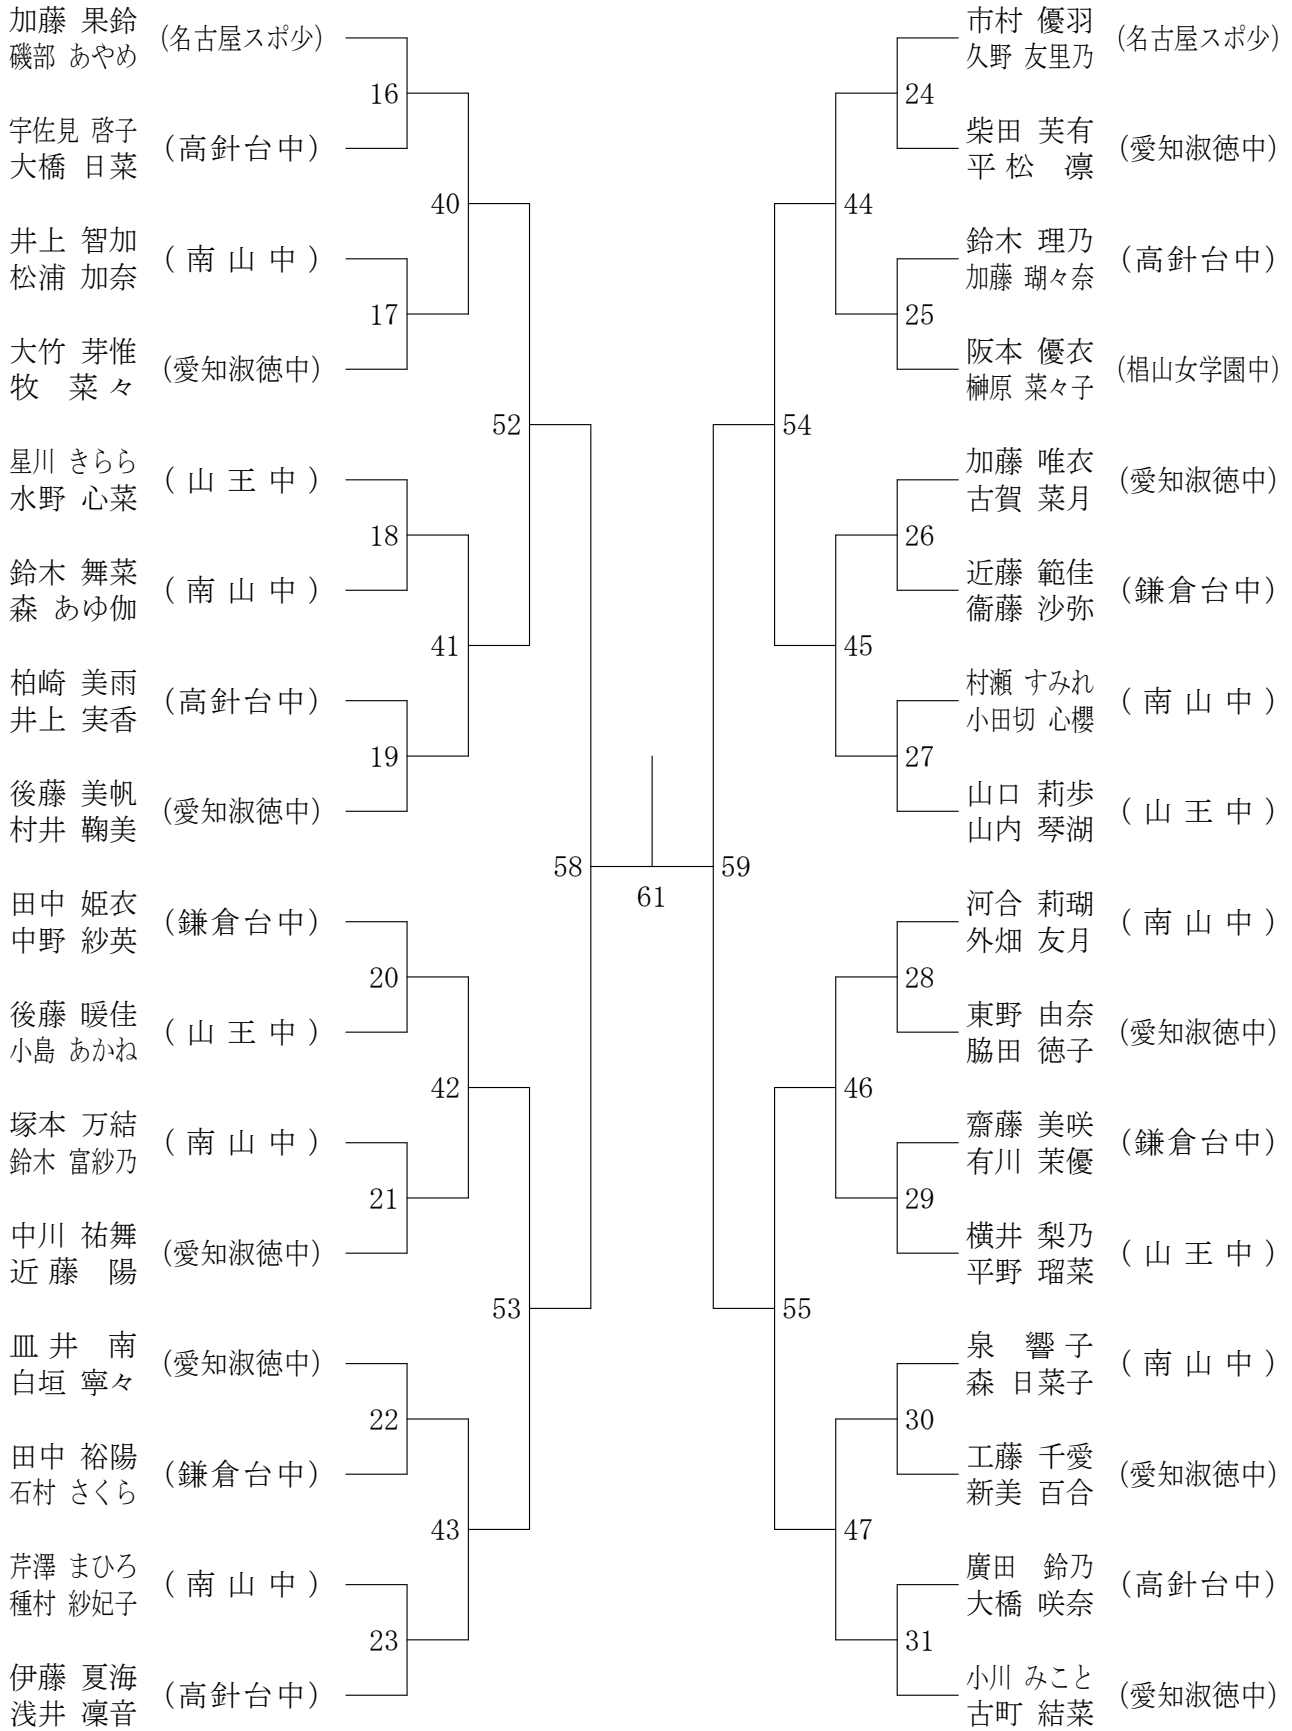 加藤 果鈴
磯部 あやめ
(名古屋スポ少)
16
宇佐見 啓子
大橋 日菜
(高針台中)
40
井上 智加
松浦 加奈
(南山中)
17
大竹 芽惟
牧 菜々
(愛知淑徳中)
52
星川 きらら
水野 心菜
(山王中)
18
鈴木 舞菜
森 あゆ伽
(南山中)
41
柏崎 美雨
井上 実香
(高針台中)
19
後藤 美帆
村井 鞠美
(愛知淑徳中)
58
田中 姫衣
中野 紗英
(鎌倉台中)
20
後藤 暖佳
小島 あかね
(山王中)
42
塚本 万結
鈴木 富紗乃
(南山中)
21
中川 祐舞
近藤 陽
(愛知淑徳中)
53
皿井 南
白垣 寧々
(愛知淑徳中)
22
田中 裕陽
石村 さくら
(鎌倉台中)
43
芹澤 まひろ
種村 紗妃子
(南山中)
23
伊藤 夏海
浅井 凜音
(高針台中)
61
市村 優羽
久野 友里乃
(名古屋スポ少)
24
柴田 芙有
平松 凛
(愛知淑徳中)
44
鈴木 理乃
加藤 瑚々奈
(高針台中)
25
阪本 優衣
榊原 菜々子
(椙山女学園中)
54
加藤 唯衣
古賀 菜月
(愛知淑徳中)
26
近藤 範佳
衞藤 沙弥
(鎌倉台中)
45
村瀬 すみれ
小田切 心櫻
(南山中)
27
山口 莉歩
山内 琴湖
(山王中)
59
河合 莉瑚
外畑 友月
(南山中)
28
東野 由奈
脇田 徳子
(愛知淑徳中)
46
齋藤 美咲
有川 茉優
(鎌倉台中)
29
横井 梨乃
平野 瑠菜
(山王中)
55
泉 響子
森 日菜子
(南山中)
30
工藤 千愛
新美 百合
(愛知淑徳中)
47
廣田 鈴乃
大橋 咲奈
(高針台中)
31
小川 みこと
古町 結菜
(愛知淑徳中)